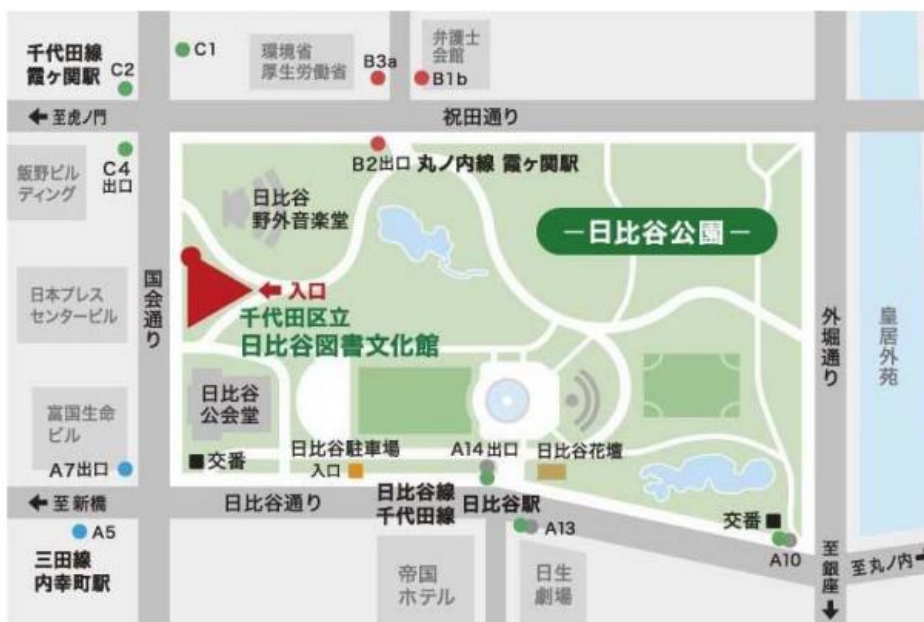 千代田線
霞ヶ関駅
C2
C1
環境省
厚生労働省
B3a
弁護士
会館
B1b
←至虎ノ門
祝田通り
飯野ビル
ディング
C4
出口
B2出口 丸ノ内線 霞ヶ関駅
日比谷
野外音楽堂
－日比谷公園－
日本プレス
センタービル
国会通り
←入口
千代田区立
日比谷図書文化館
外堀通り
皇居外苑
日比谷
公会堂
富国生命
ビル
A7出口
■交番
日比谷駐車場
入口
A14出口
日比谷花壇
←至新橋
日比谷通り
日比谷線
千代田線
日比谷駅
A13
交番■
A10
A5
三田線
内幸町駅
帝国
ホテル
日生
劇場
至銀座
至丸ノ内